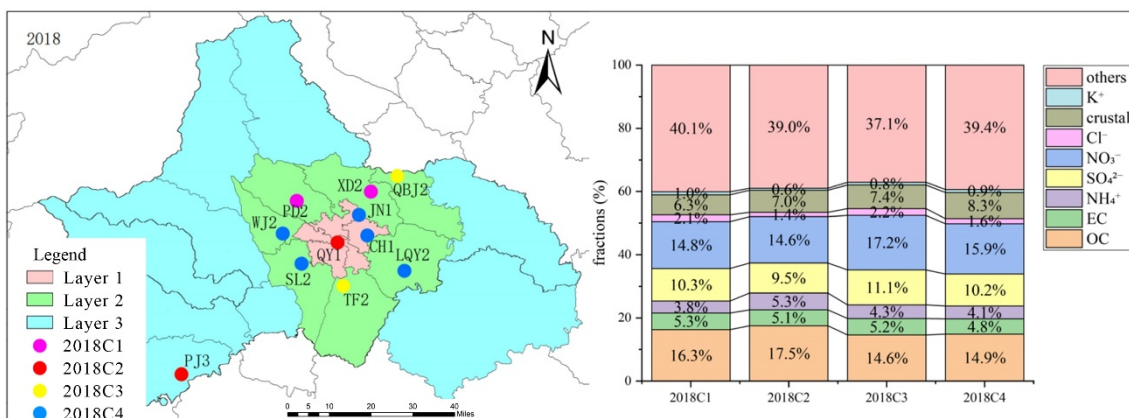 2018
N
XD2
QBJ2
PD2
JN1
WJ2
CH1
QY1
LQY2
SL2
TF2
PJ3
Legend
Layer 1
Layer 2
Layer 3
2018C1
2018C2
2018C3
2018C4
0 5 10 20 30 40
Miles
fractions (%)
100
80
60
40
20
0
40.1% 39.0% 37.1% 39.4%
1.0% 0.6% 0.8% 0.9%
6.3% 7.0% 7.4% 8.3%
2.1% 1.4% 2.2% 1.6%
14.8% 14.6% 17.2% 15.9%
10.3% 9.5% 11.1% 10.2%
3.8% 5.3% 4.3% 4.1%
5.3% 5.1% 5.2% 4.8%
16.3% 17.5% 14.6% 14.9%
2018C1 2018C2 2018C3 2018C4
others
K⁺
crustal
Cl⁻
NO₃⁻
SO₄²⁻
NH₄⁺
EC
OC